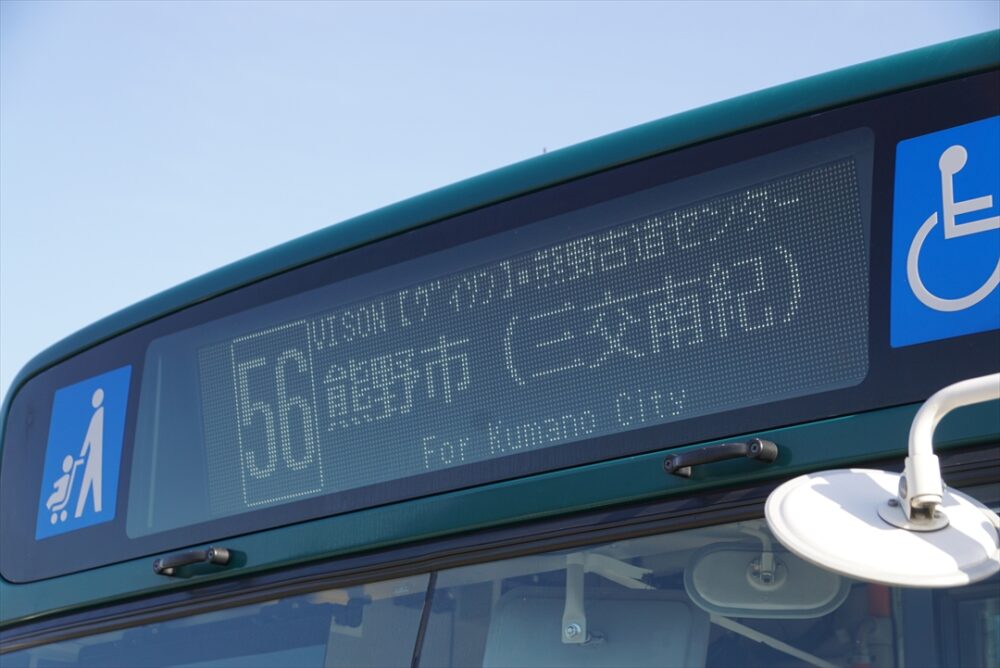 56
VISON【ヴィソン】・熊野古道センター
熊野市（三交南紀）
For Kumano City